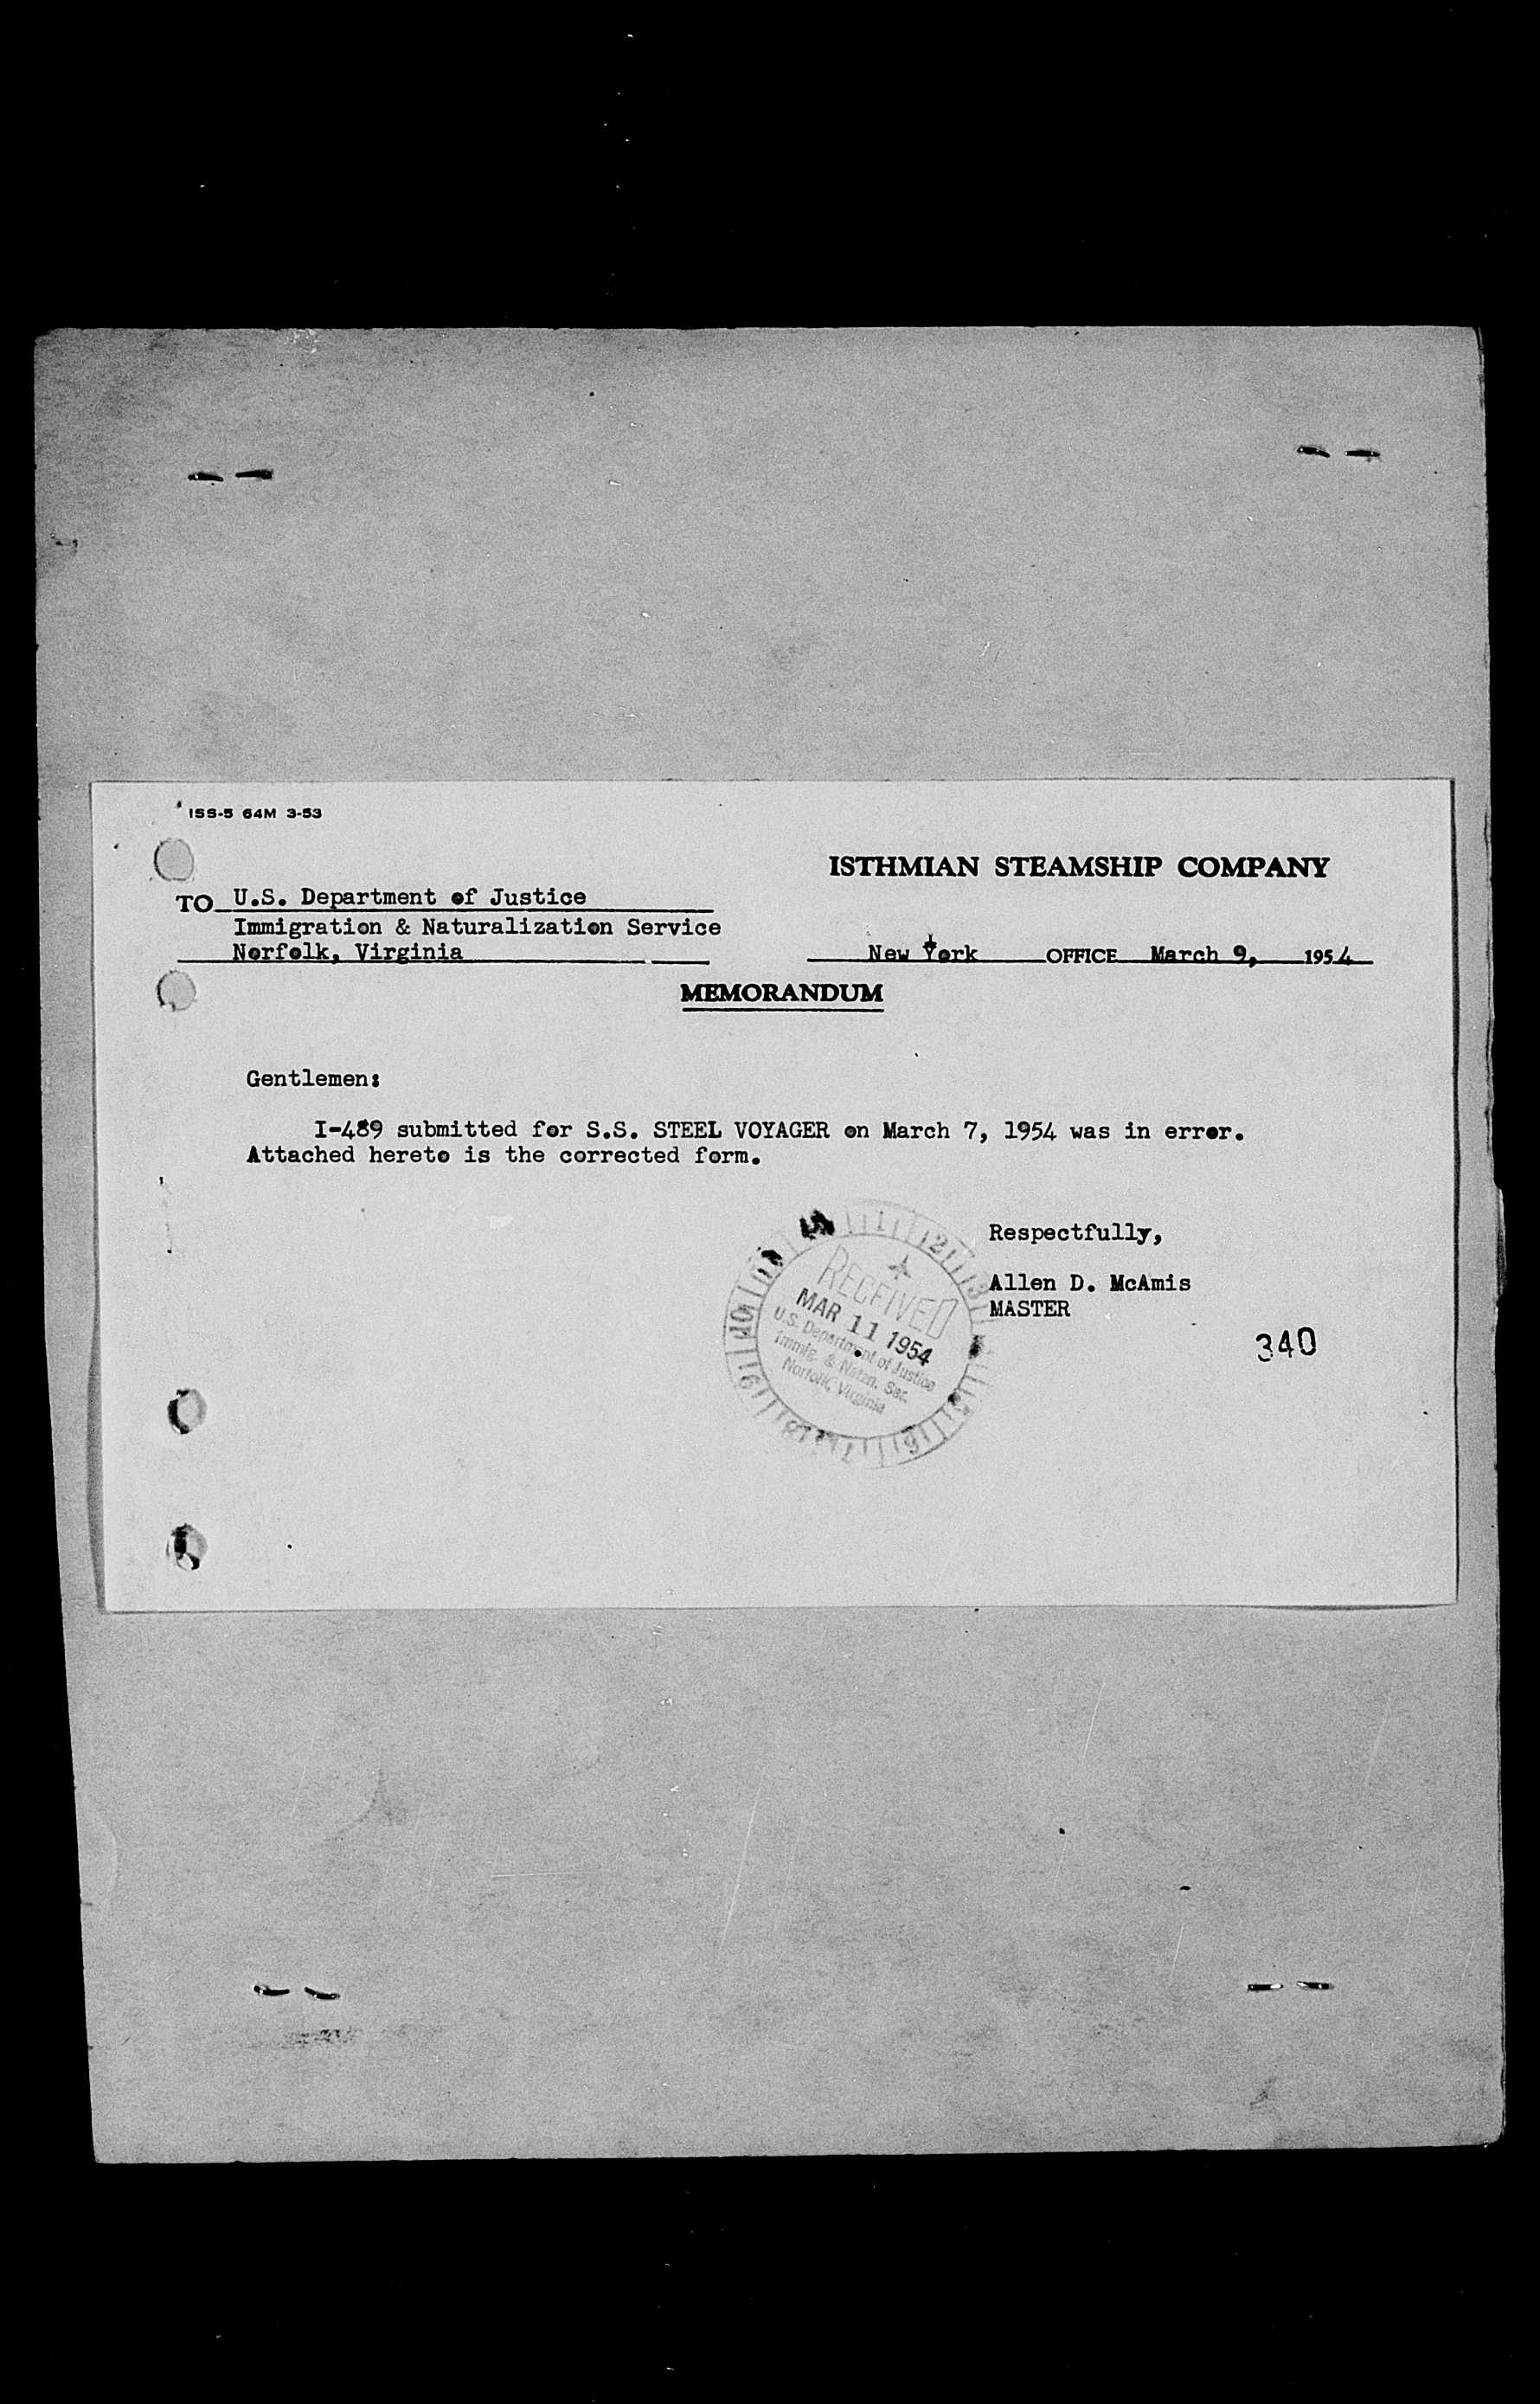 ISS-5 64M 3-53
ISTHMIAN STEAMSHIP COMPANY
TO U.S. Department of Justice
Immigration & Naturalization Service
Norfolk, Virginia
New York OFFICE March 9, 1954
MEMORANDUM
Gentlemen:
I-489 submitted for S.S. STEEL VOYAGER on March 7, 1954 was in error.
Attached hereto is the corrected form.
Respectfully,
Allen D. McAmis
MASTER
340
RECEIVED
MAR 11 1954
U.S. Department of Justice
Immig. & Natzn. Ser.
Norfolk, Virginia